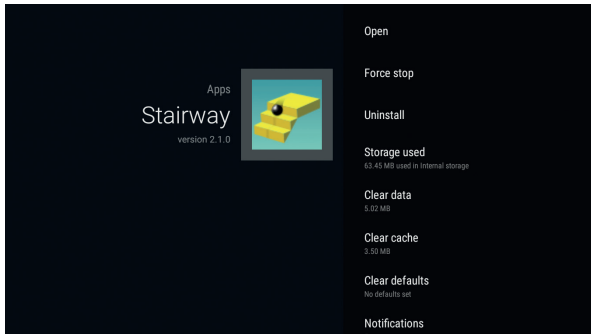 Apps
Stairway
version 2.1.0
Open
Force stop
Uninstall
Storage used
63.45 MB used in Internal storage
Clear data
5.02 MB
Clear cache
3.50 MB
Clear defaults
No defaults set
Notifications